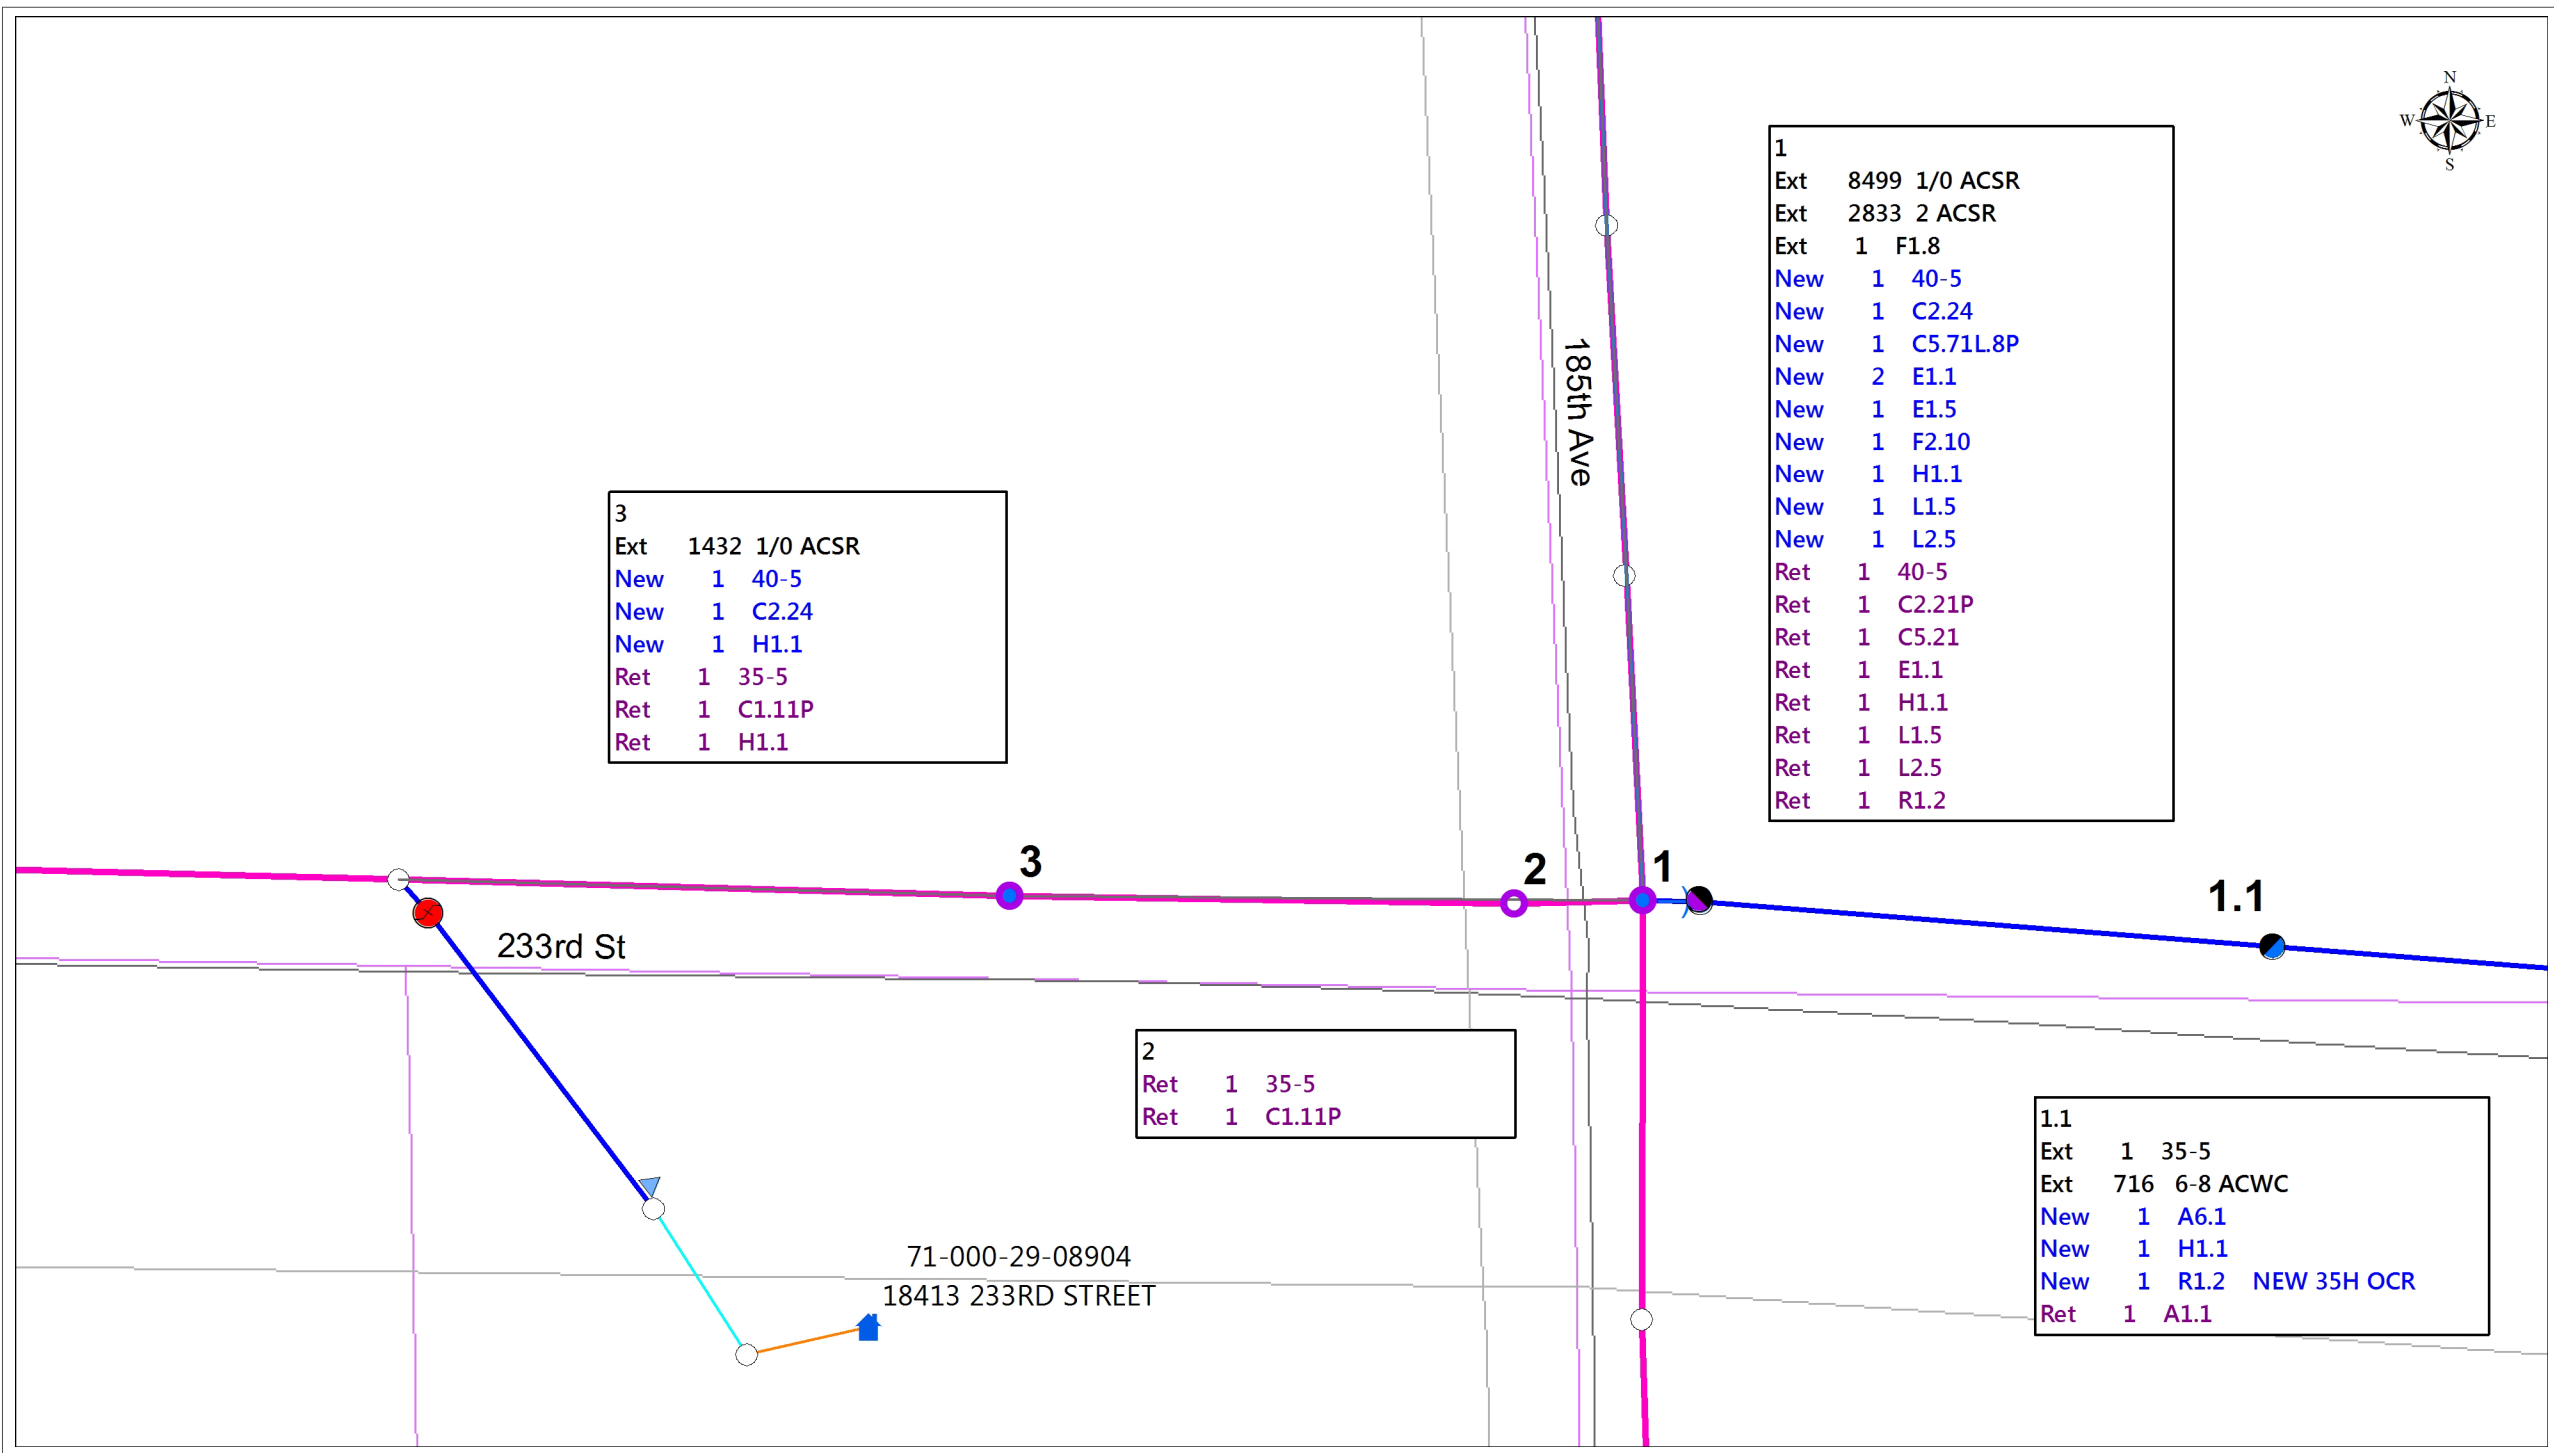 N
W E
S
1
Ext 8499 1/0 ACSR
Ext 2833 2 ACSR
Ext 1 F1.8
New 1 40-5
New 1 C2.24
New 1 C5.71L.8P
New 2 E1.1
New 1 E1.5
New 1 F2.10
New 1 H1.1
New 1 L1.5
New 1 L2.5
Ret 1 40-5
Ret 1 C2.21P
Ret 1 C5.21
Ret 1 E1.1
Ret 1 H1.1
Ret 1 L1.5
Ret 1 L2.5
Ret 1 R1.2
185th Ave
3
Ext 1432 1/0 ACSR
New 1 40-5
New 1 C2.24
New 1 H1.1
Ret 1 35-5
Ret 1 C1.11P
Ret 1 H1.1
3
2
1
1.1
233rd St
2
Ret 1 35-5
Ret 1 C1.11P
1.1
Ext 1 35-5
Ext 716 6-8 ACWC
New 1 A6.1
New 1 H1.1
New 1 R1.2 NEW 35H OCR
Ret 1 A1.1
71-000-29-08904
18413 233RD STREET